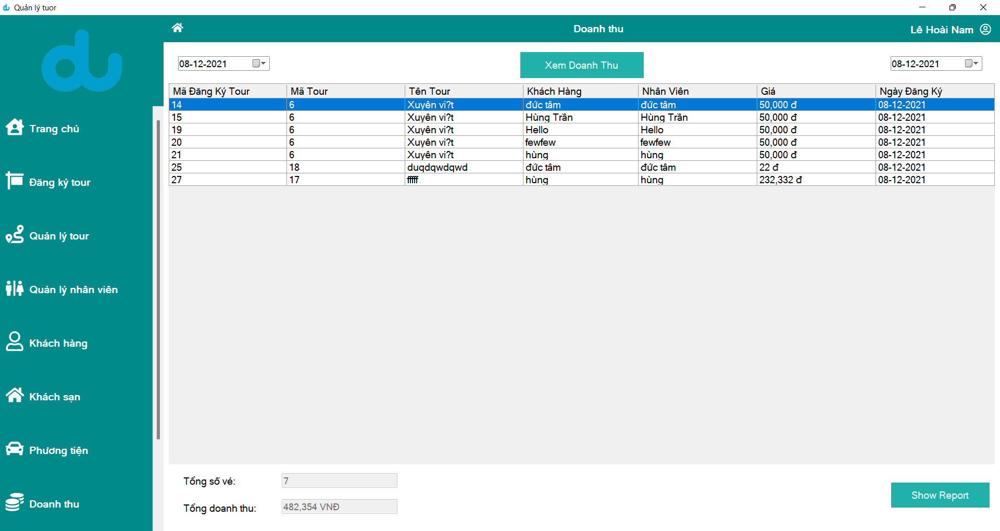 Quản lý tuor
Doanh thu
Lê Hoài Nam
Trang chủ
Đăng ký tour
Quản lý tour
Quản lý nhân viên
Khách hàng
Khách sạn
Phương tiện
Doanh thu
08-12-2021
Xem Doanh Thu
08-12-2021
Mã Đăng Ký Tour Mã Tour Tên Tour Khách Hàng Nhân Viên Giá Ngày Đăng Ký
14 6 Xuyên vi?t đức tâm đức tâm 50,000 đ 08-12-2021
15 6 Xuyên vi?t Hùng Trần Hùng Trần 50,000 đ 08-12-2021
19 6 Xuyên vi?t Hello Hello 50,000 đ 08-12-2021
20 6 Xuyên vi?t fewfew fewfew 50,000 đ 08-12-2021
21 6 Xuyên vi?t hùng hùng 50,000 đ 08-12-2021
25 18 duqdqwdqwd đức tâm đức tâm 22 đ 08-12-2021
27 17 fffff hùng hùng 232,332 đ 08-12-2021
Tổng số vé: 7
Tổng doanh thu: 482,354 VNĐ
Show Report